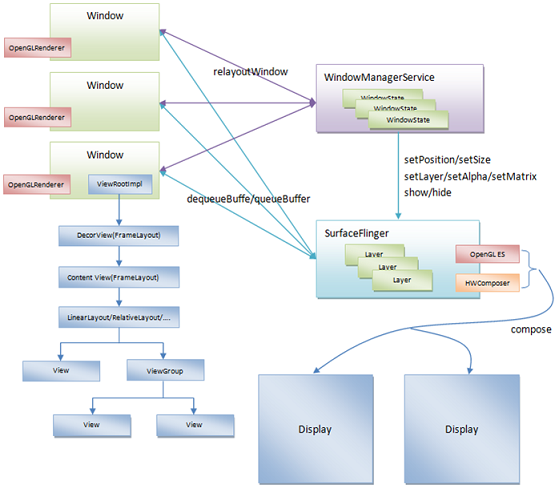 Window
OpenGLRenderer
Window
OpenGLRenderer
Window
OpenGLRenderer
ViewRootImpl
DecorView(FrameLayout)
Content View(FrameLayout)
LinearLayout/RelativeLayout/....
View
ViewGroup
View
View
relayoutWindow
dequeueBuffe/queueBuffer
WindowManagerService
WindowState
WindowState
WindowState
setPosition/setSize
setLayer/setAlpha/setMatrix
show/hide
SurfaceFlinger
Layer
Layer
Layer
OpenGL ES
HWComposer
compose
Display
Display